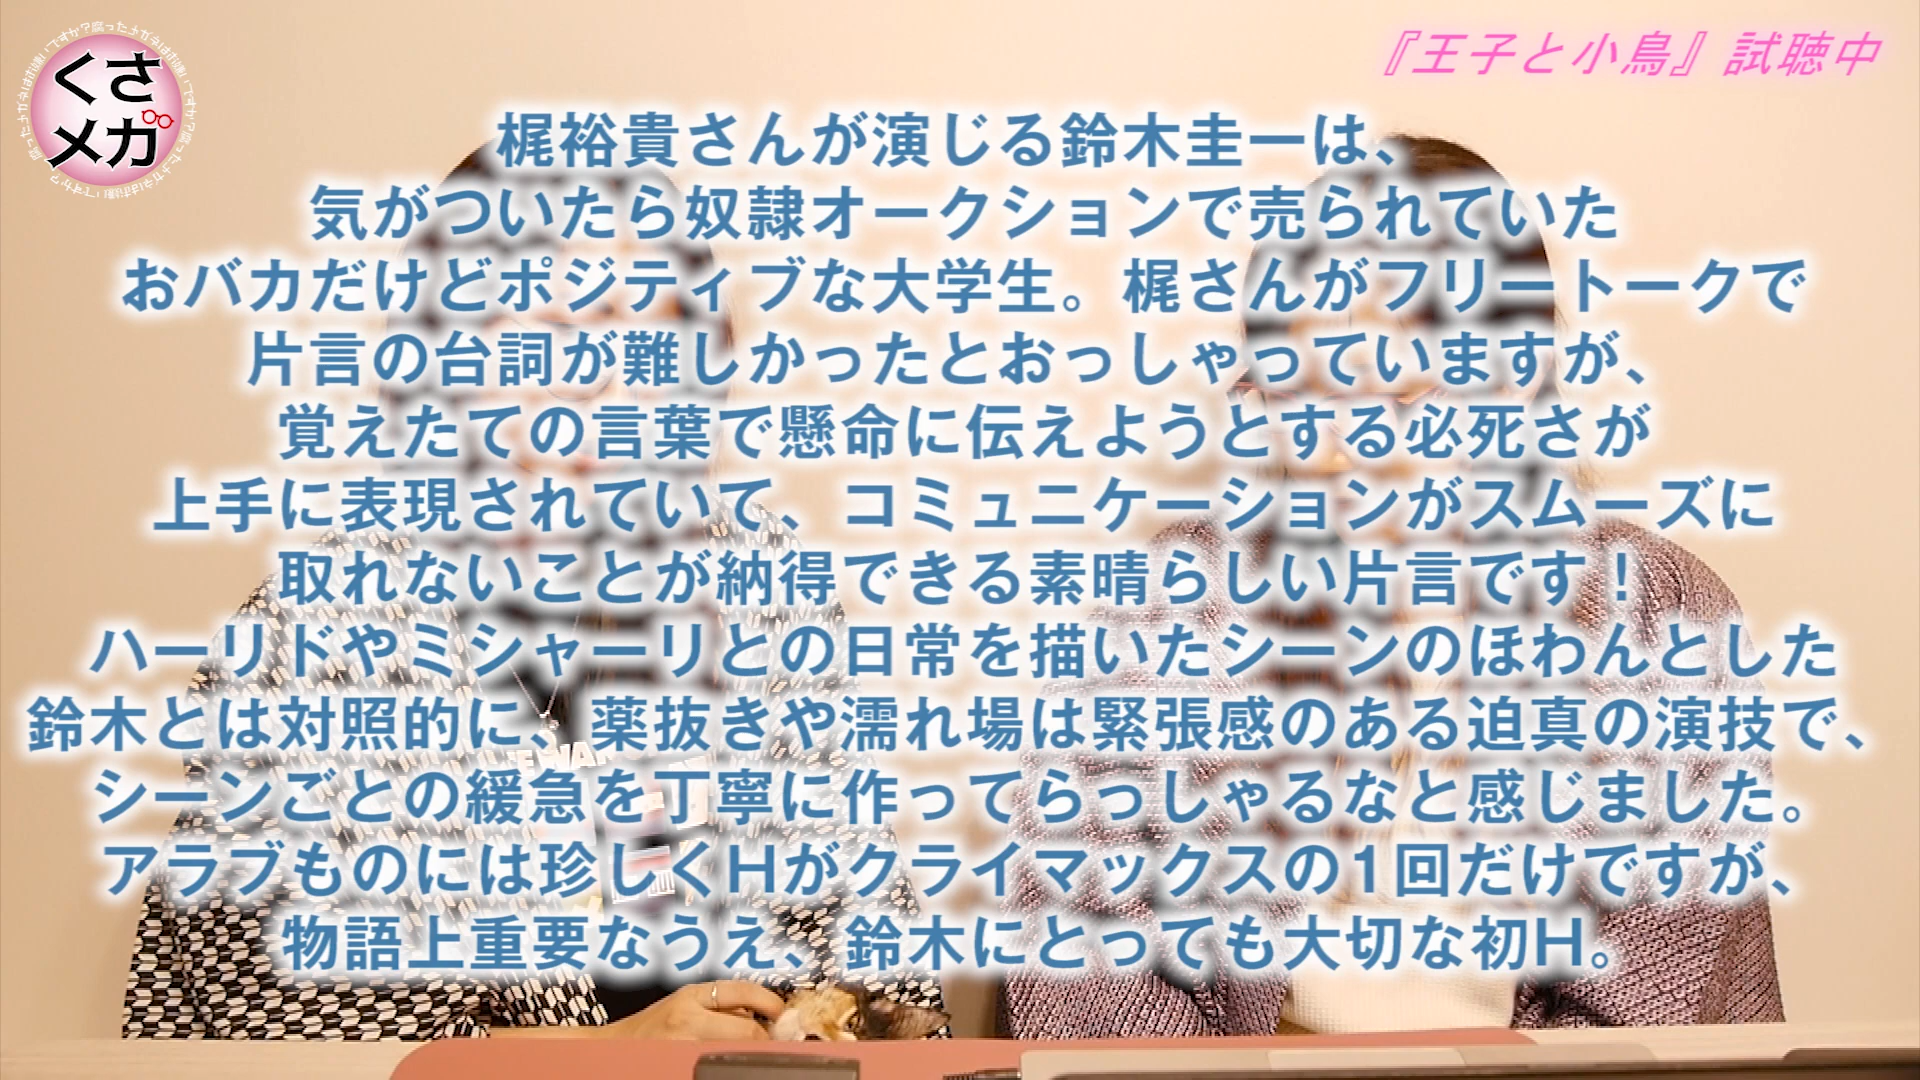 くさ
メガ
『王子と小鳥』試聴中
梶裕貴さんが演じる鈴木圭一は、
気がついたら奴隷オークションで売られていた
おバカだけどポジティブな大学生。梶さんがフリートークで
片言の台詞が難しかったとおっしゃっていますが、
覚えたての言葉で懸命に伝えようとする必死さが
上手に表現されていて、コミュニケーションがスムーズに
取れないことが納得できる素晴らしい片言です！
ハーリドやミシャーリとの日常を描いたシーンのほわんとした
鈴木とは対照的に、薬抜きや濡れ場は緊張感のある迫真の演技で、
シーンごとの緩急を丁寧に作ってらっしゃるなと感じました。
アラブものには珍しくHがクライマックスの1回だけですが、
物語上重要なうえ、鈴木にとっても大切な初H。